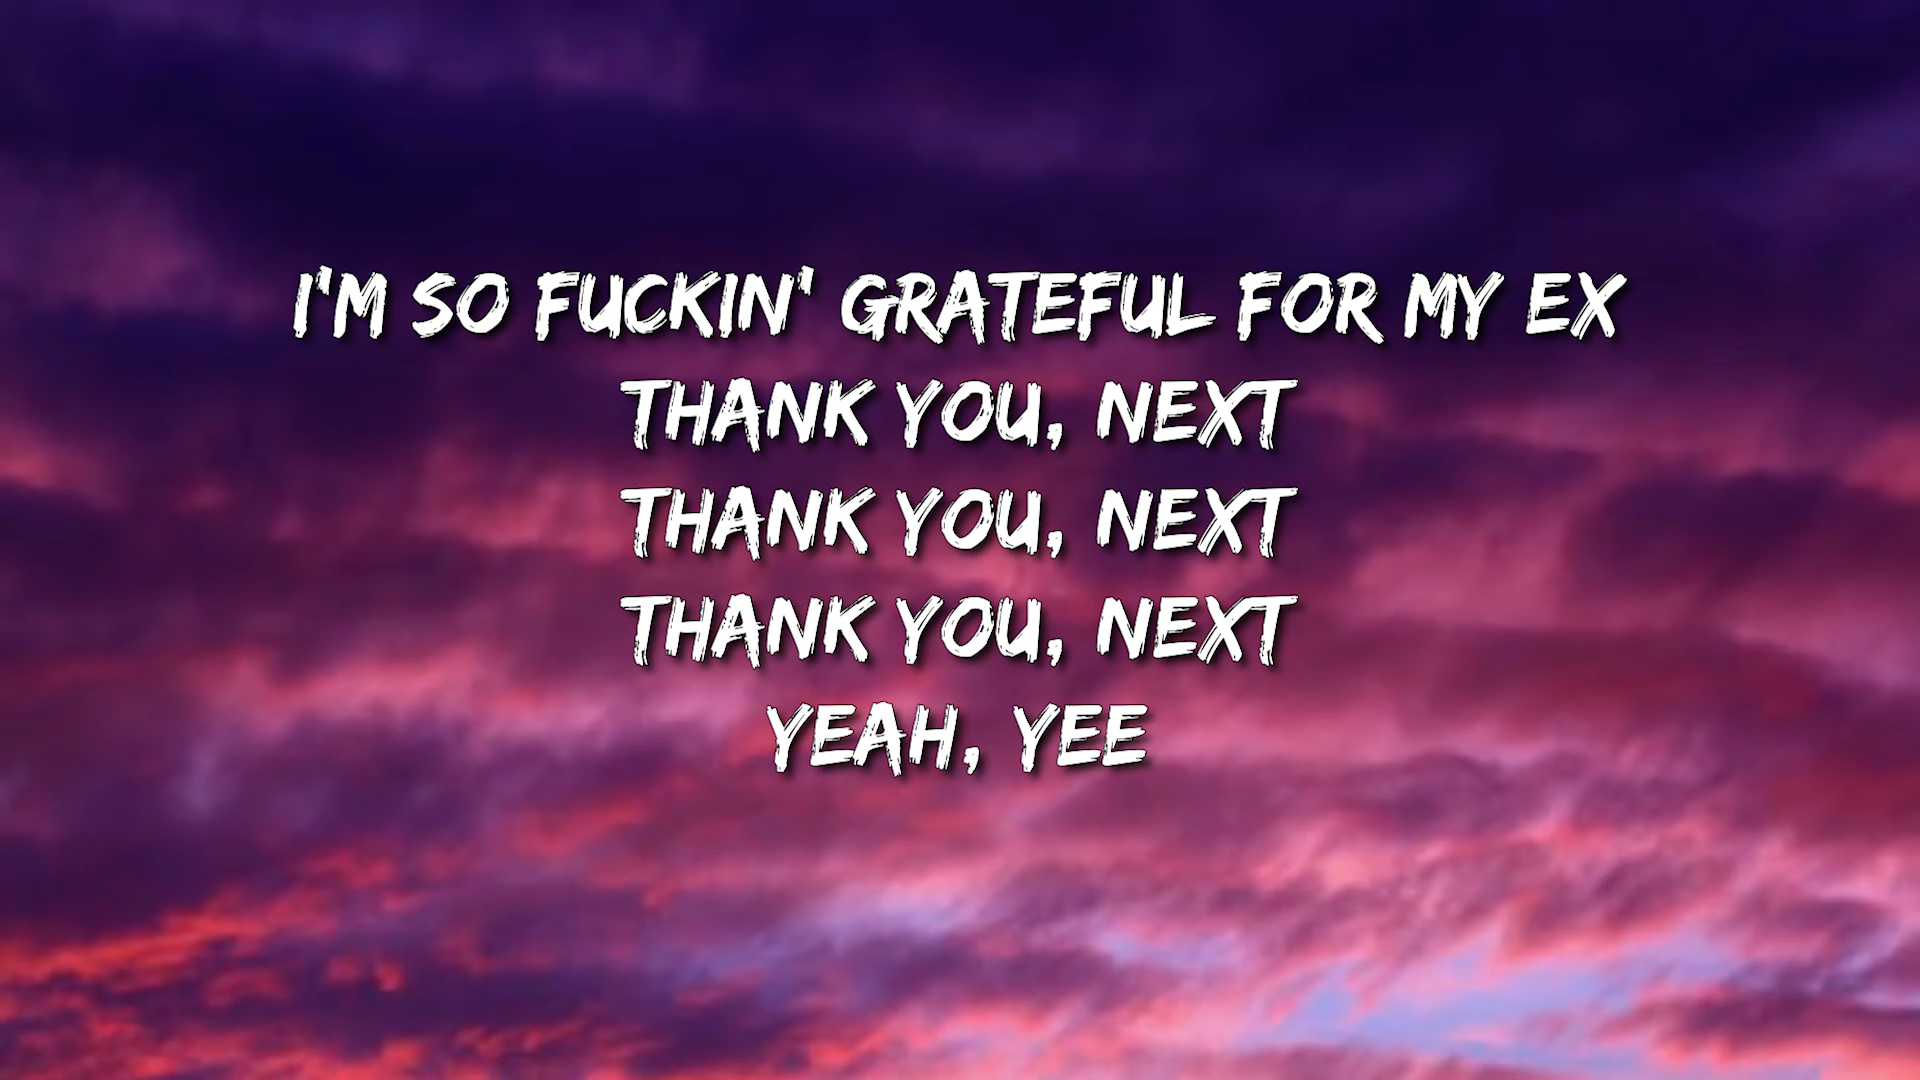 I'M SO FUCKIN' GRATEFUL FOR MY EX
THANK YOU, NEXT
THANK YOU, NEXT
THANK YOU, NEXT
YEAH, YEE